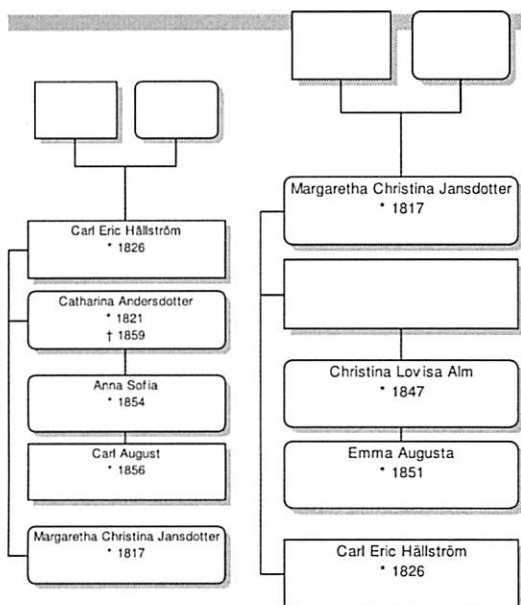 Carl Eric Hällström
* 1826
Catharina Andersdotter
* 1821
† 1859
Anna Sofia
* 1854
Carl August
* 1856
Margaretha Christina Jansdotter
* 1817
Margaretha Christina Jansdotter
* 1817
Christina Lovisa Alm
* 1847
Emma Augusta
* 1851
Carl Eric Hällström
* 1826